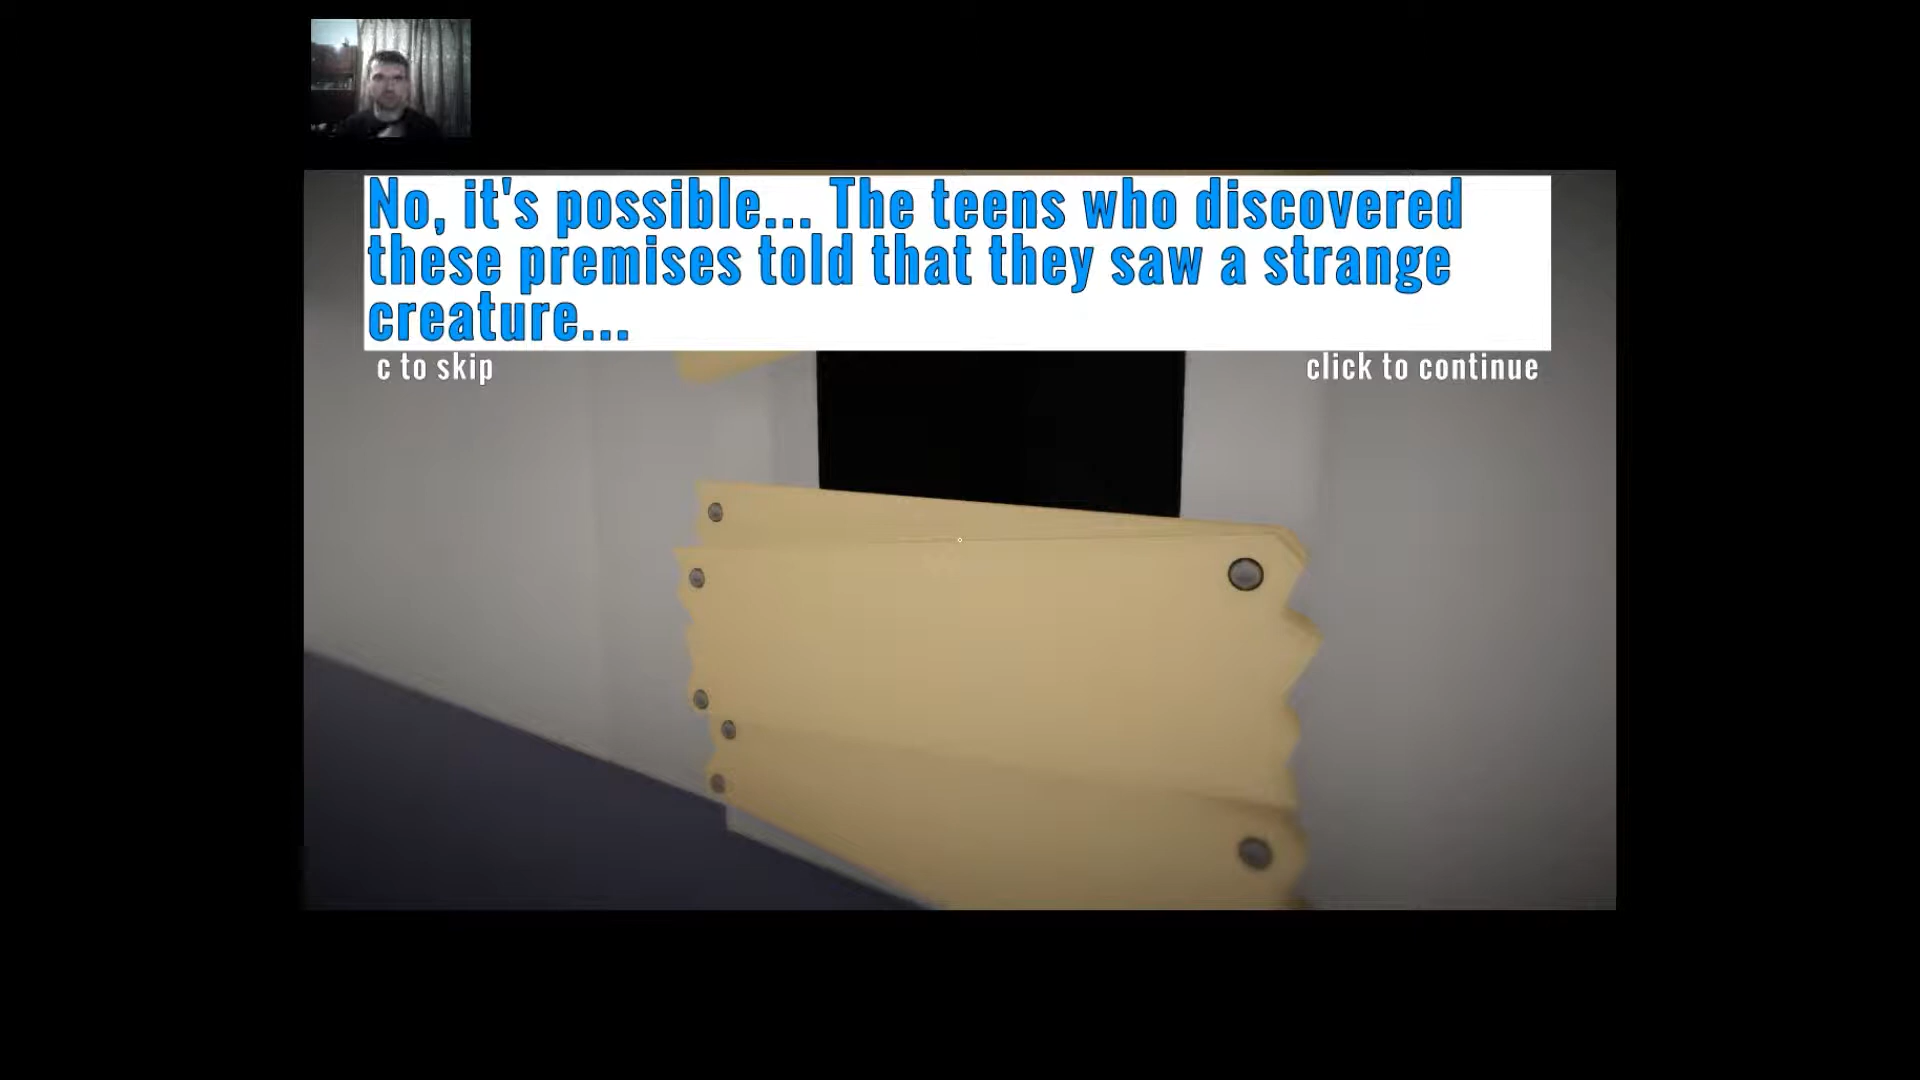 No, it's possible... The teens who discovered
these premises told that they saw a strange
creature...
c to skip
click to continue